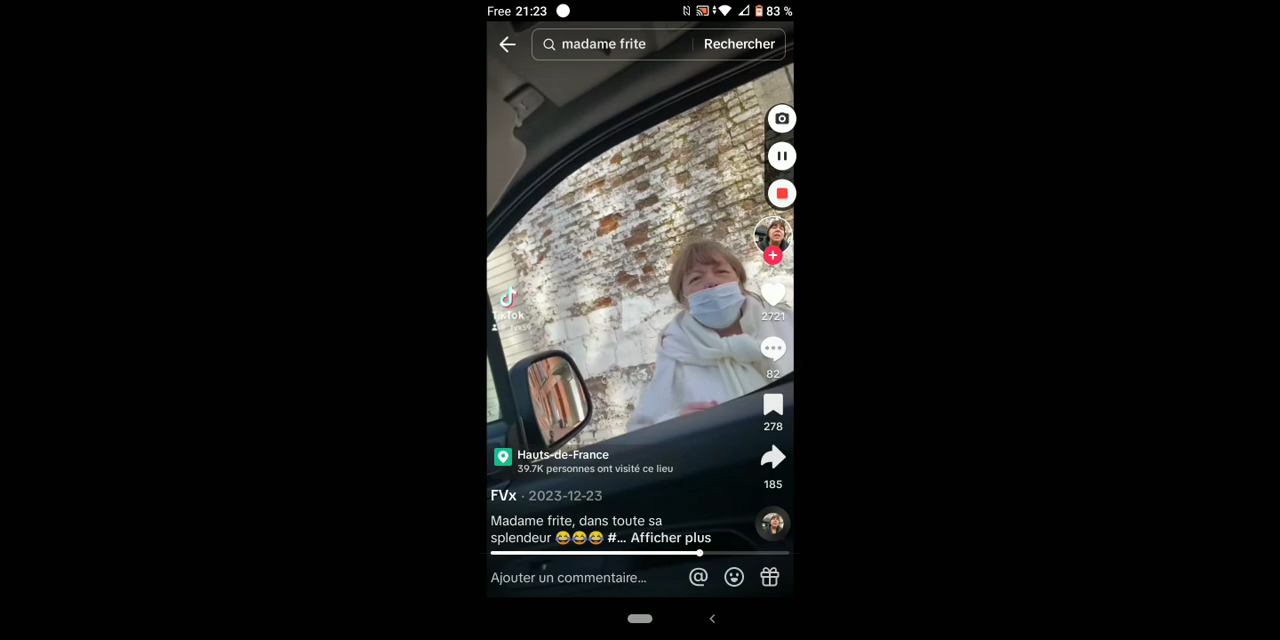 Free 21:23 83 %
madame frite Rechercher
TikTok
2721
82
278
185
Hauts-de-France
39.7K personnes ont visité ce lieu
FVx · 2023-12-23
Madame frite, dans toute sa
splendeur 😂😂😂 #... Afficher plus
Ajouter un commentaire...